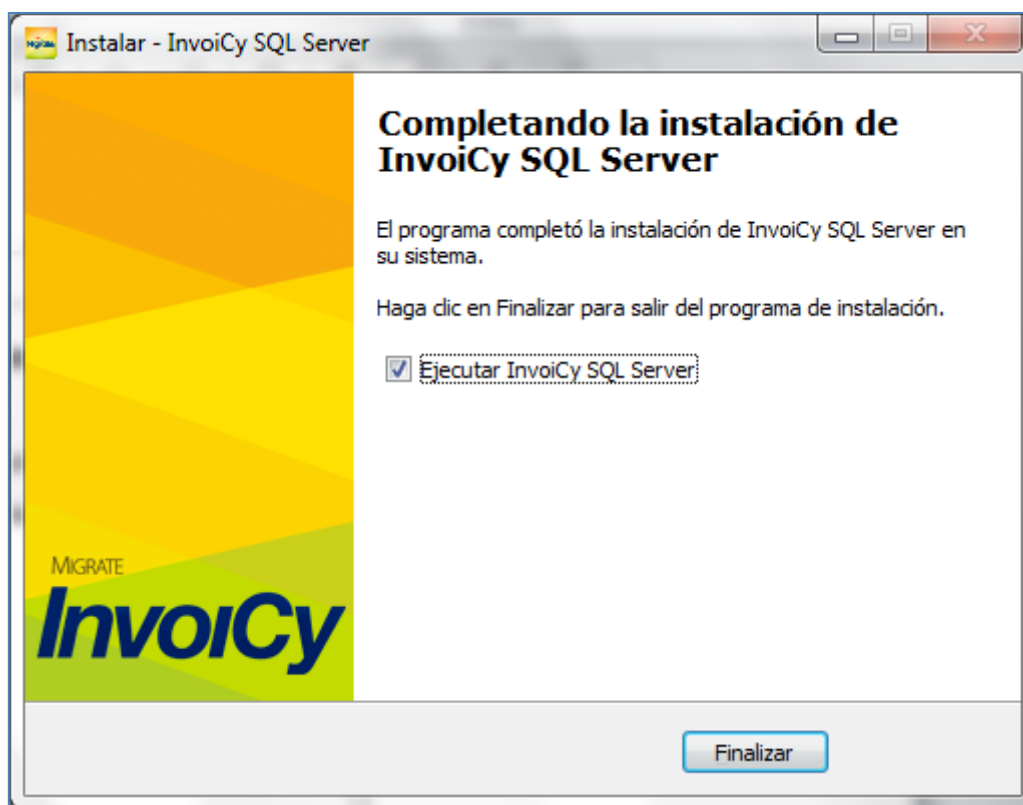 Instalar - InvoiCy SQL Server
Completando la instalación de
InvoiCy SQL Server
El programa completó la instalación de InvoiCy SQL Server en
su sistema.
Haga clic en Finalizar para salir del programa de instalación.
Ejecutar InvoiCy SQL Server
MIGRATE
InvoiCy
Finalizar